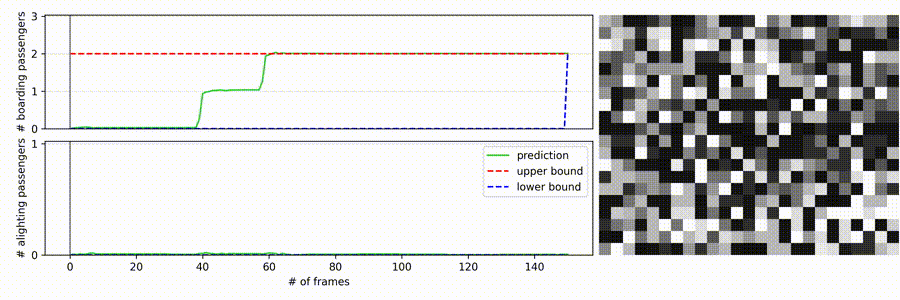 # boarding passengers
3
2
1
0
# alighting passengers
1
0
prediction
upper bound
lower bound
0 20 40 60 80 100 120 140
# of frames